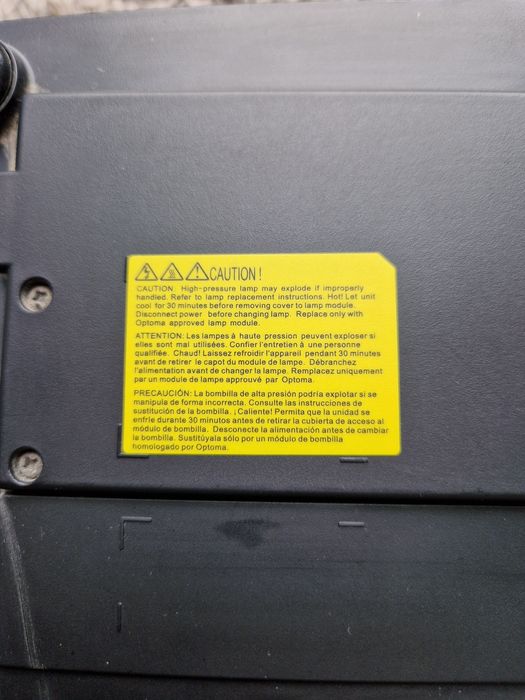 CAUTION !
CAUTION: High-pressure lamp may explode if improperly
handled. Refer to lamp replacement instructions. Hot! Let unit
cool for 30 minutes before removing cover to lamp module.
Disconnect power before changing lamp. Replace only with
Optoma approved lamp module.
ATTENTION: Les lampes à haute pression peuvent exploser si
elles sont mal utilisées. Confier l'entretien à une personne
qualifiée. Chaud! Laissez refroidir l'appareil pendant 30 minutes
avant de retirer le capot du module de lampe. Débranchez
l'alimentation avant de changer la lampe. Remplacez uniquement
par un module de lampe approuvé par Optoma.
PRECAUCIÓN: La bombilla de alta presión podría explotar si se
manipula de forma incorrecta. Consulte las instrucciones de
sustitución de la bombilla. ¡Caliente! Permita que la unidad se
enfríe durante 30 minutos antes de retirar la cubierta de acceso al
módulo de bombilla. Desconecte la alimentación antes de cambiar
la bombilla. Sustitúyala sólo por un módulo de bombilla
homologado por Optoma.